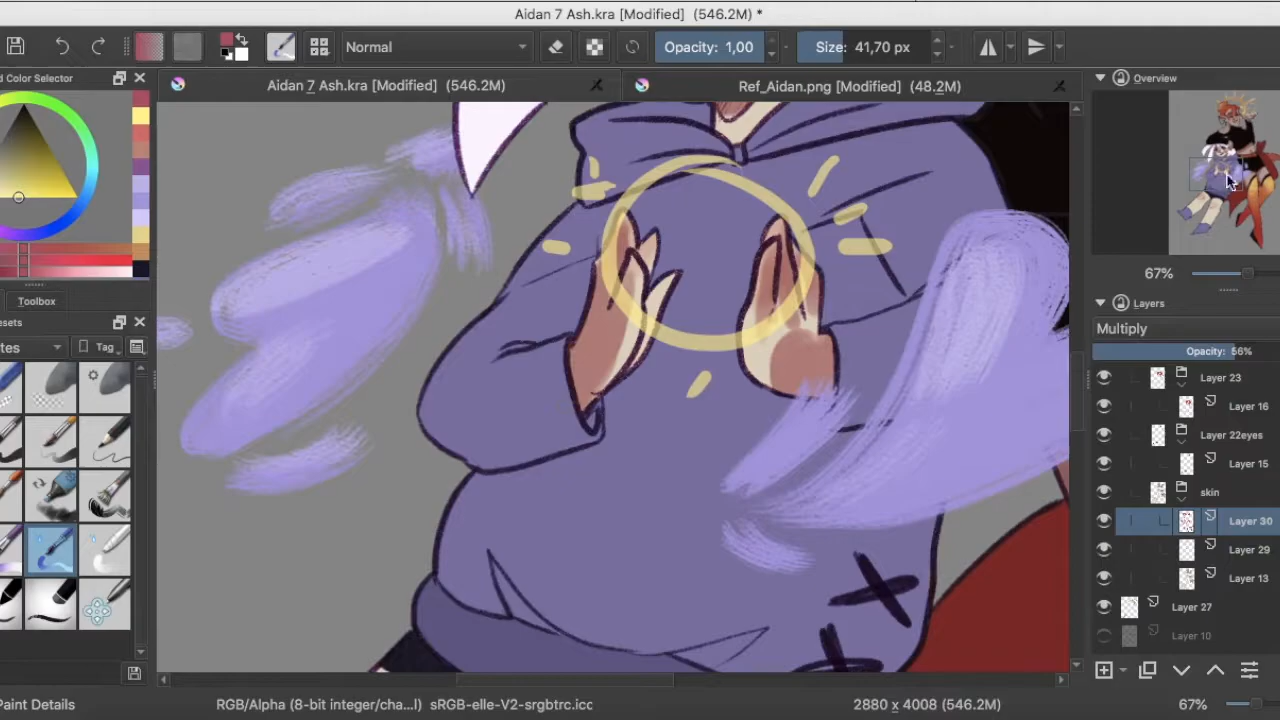 Aidan 7 Ash.kra [Modified] (546.2M) *
Normal
Opacity: 1,00
Size: 41,70 px
d Color Selector
Aidan 7 Ash.kra [Modified] (546.2M)
Ref_Aidan.png [Modified] (48.2M)
Overview
67%
Toolbox
esets
tes
Tag
Layers
Multiply
Opacity: 56%
Layer 23
Layer 16
Layer 22eyes
Layer 15
skin
Layer 30
Layer 29
Layer 13
Layer 27
Layer 10
Paint Details
RGB/Alpha (8-bit integer/cha...l) sRGB-elle-V2-srgbtrc.icc
2880 x 4008 (546.2M)
67%